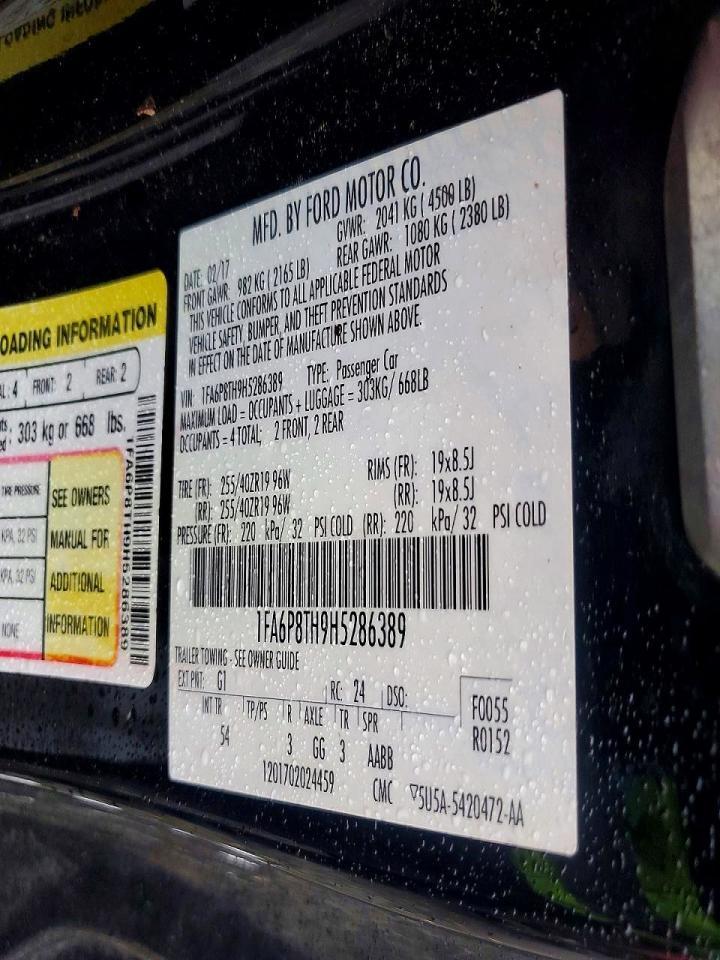 LOADING INFORMATION
OADING INFORMATION
AL: 4 FRONT: 2 REAR: 2
303 kg or 668 lbs.
TIRE PRESSURE
KPA, 32 PSI
KPA, 32 PSI
NONE
SEE OWNERS
MANUAL FOR
ADDITIONAL
INFORMATION
1FA6P8TH9H5286389
MFD. BY FORD MOTOR CO.
DATE: 02/17 GVWR: 2041 KG ( 4500 LB)
FRONT GAWR: 982 KG ( 2165 LB) REAR GAWR: 1080 KG ( 2380 LB)
THIS VEHICLE CONFORMS TO ALL APPLICABLE FEDERAL MOTOR
VEHICLE SAFETY, BUMPER, AND THEFT PREVENTION STANDARDS
IN EFFECT ON THE DATE OF MANUFACTURE SHOWN ABOVE.
VIN: 1FA6P8TH9H5286389 TYPE: Passenger Car
MAXIMUM LOAD = OCCUPANTS + LUGGAGE = 303KG/ 668LB
OCCUPANTS = 4 TOTAL; 2 FRONT, 2 REAR
TIRE (FR): 255/40ZR19 96W RIMS (FR): 19x8.5J
(RR): 255/40ZR19 96W (RR): 19x8.5J
PRESSURE (FR): 220 kPa/ 32 PSI COLD (RR): 220 kPa/ 32 PSI COLD
1FA6P8TH9H5286389
TRAILER TOWING - SEE OWNER GUIDE
EXT PNT: G1 RC: 24 DSO: F0055
INT TR TP/PS R AXLE TR SPR R0152
54 3 GG 3 AABB
1201702024459 CMC 5U5A-5420472-AA